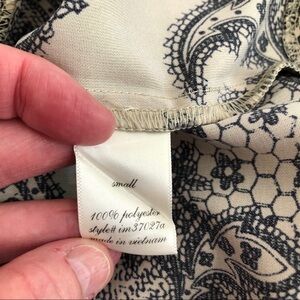 small
100% polyester
style# im37027a
made in vietnam